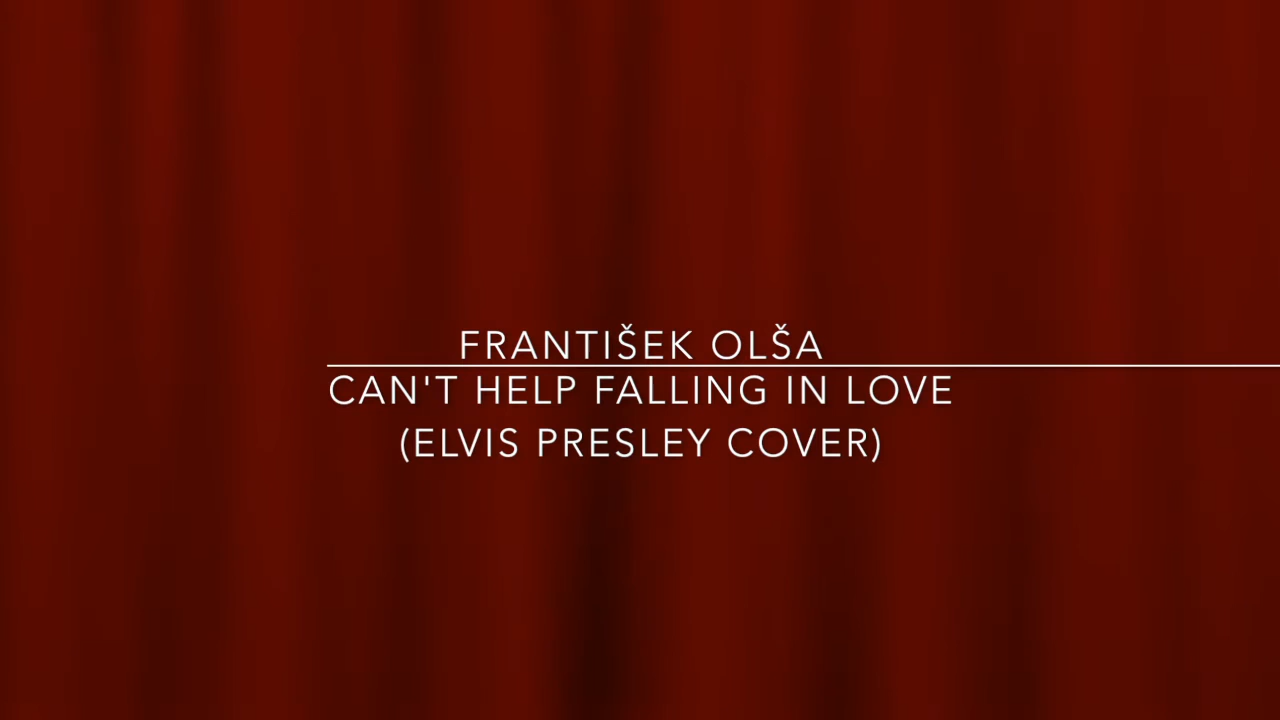 FRANTIŠEK OLŠA
CAN'T HELP FALLING IN LOVE
(ELVIS PRESLEY COVER)